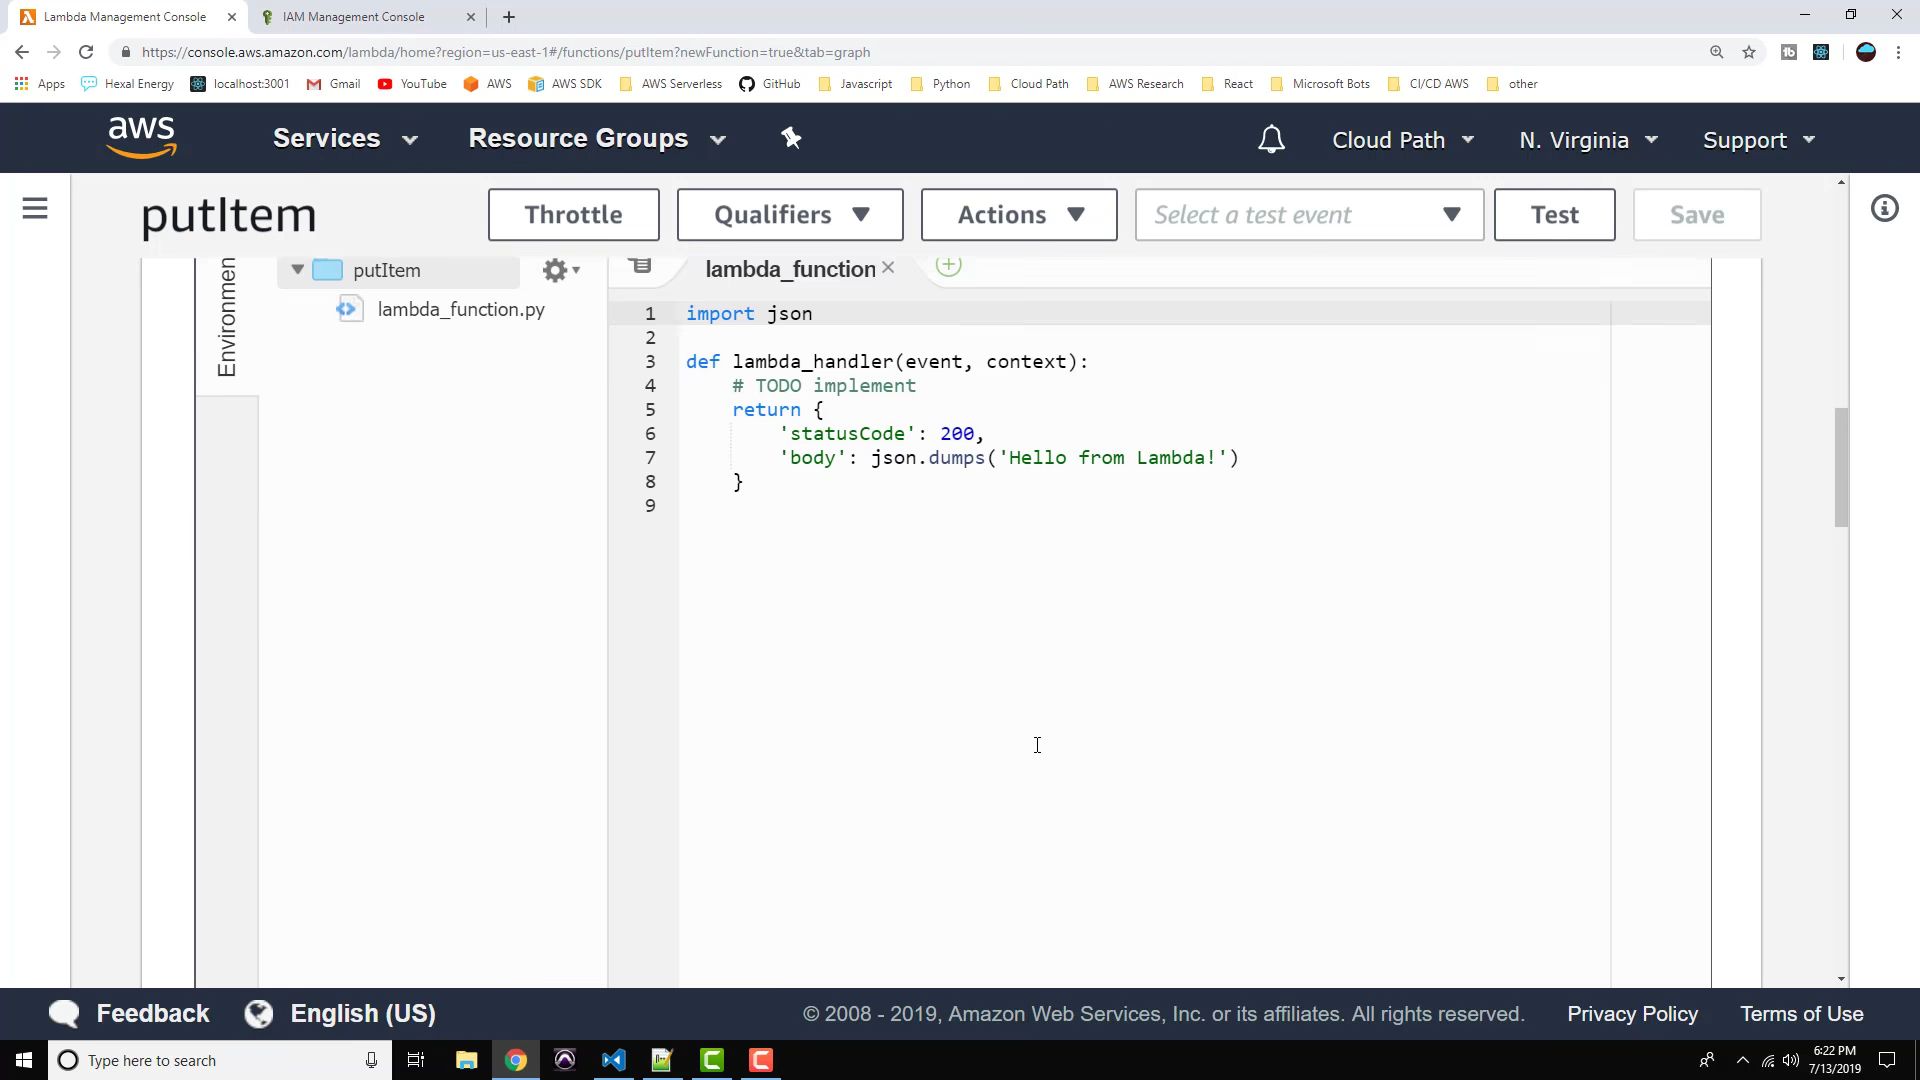 Lambda Management Console
IAM Management Console
https://console.aws.amazon.com/lambda/home?region=us-east-1#/functions/putItem?newFunction=true&tab=graph
Apps Hexal Energy localhost:3001 Gmail YouTube AWS AWS SDK AWS Serverless GitHub Javascript Python Cloud Path AWS Research React Microsoft Bots CI/CD AWS other
aws Services Resource Groups Cloud Path N. Virginia Support
putItem Throttle Qualifiers Actions Select a test event Test Save
Environmen
putItem
lambda_function.py
lambda_function
1 import json
2
3 def lambda_handler(event, context):
4 # TODO implement
5 return {
6 'statusCode': 200,
7 'body': json.dumps('Hello from Lambda!')
8 }
9
Feedback English (US) © 2008 - 2019, Amazon Web Services, Inc. or its affiliates. All rights reserved. Privacy Policy Terms of Use
Type here to search
6:22 PM
7/13/2019